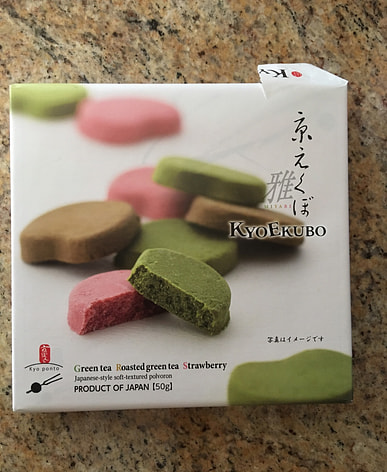 京えくぼ
雅
MIYABI
KYOEKUBO
写真はイメージです
Kyo ponto
Green tea Roasted green tea Strawberry
Japanese-style soft-textured polvoron
PRODUCT OF JAPAN【50g】